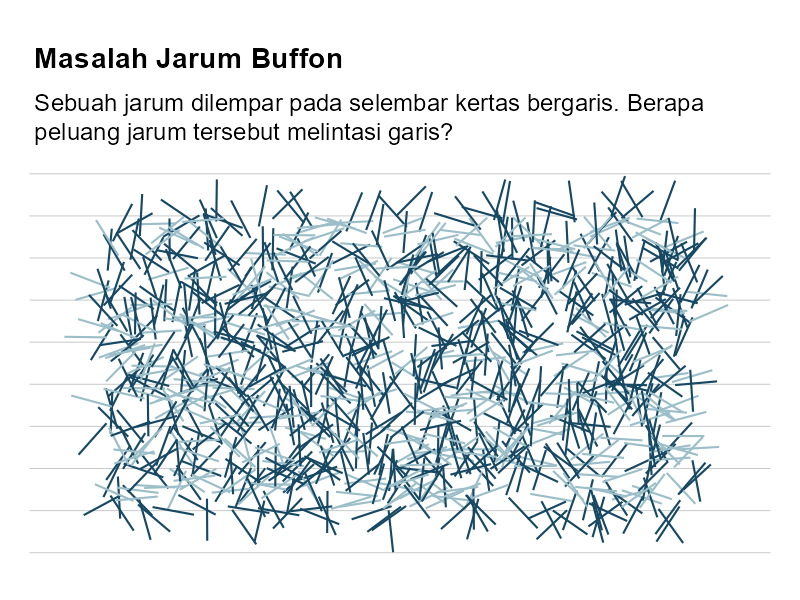 Masalah Jarum Buffon
Sebuah jarum dilempar pada selembar kertas bergaris. Berapa
peluang jarum tersebut melintasi garis?